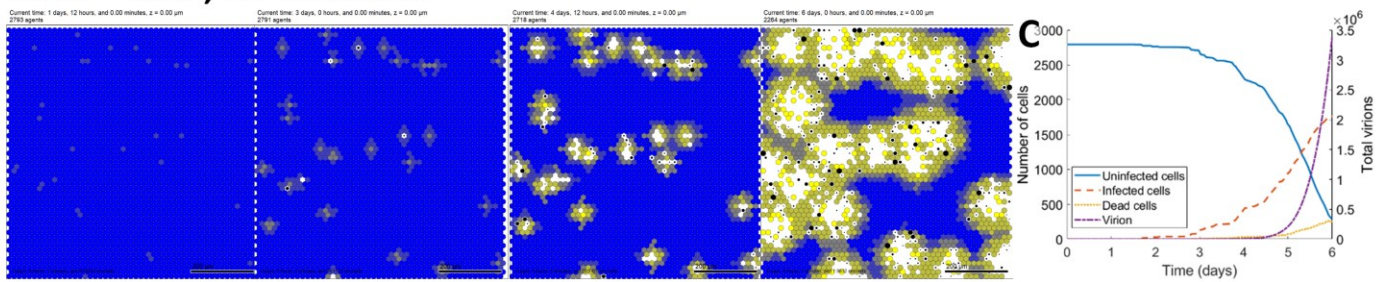 Current time: 1 days, 12 hours, and 0.00 minutes, z = 0.00 μm
2793 agents
Current time: 3 days, 0 hours, and 0.00 minutes, z = 0.00 μm
2791 agents
Current time: 4 days, 12 hours, and 0.00 minutes, z = 0.00 μm
2718 agents
Current time: 6 days, 0 hours, and 0.00 minutes, z = 0.00 μm
2264 agents
C
×10⁶
3000
2500
2000
1500
1000
500
0
Number of cells
3.5
3
2.5
2
1.5
1
0.5
0
Total virions
Uninfected cells
Infected cells
Dead cells
Virion
0 1 2 3 4 5 6
Time (days)